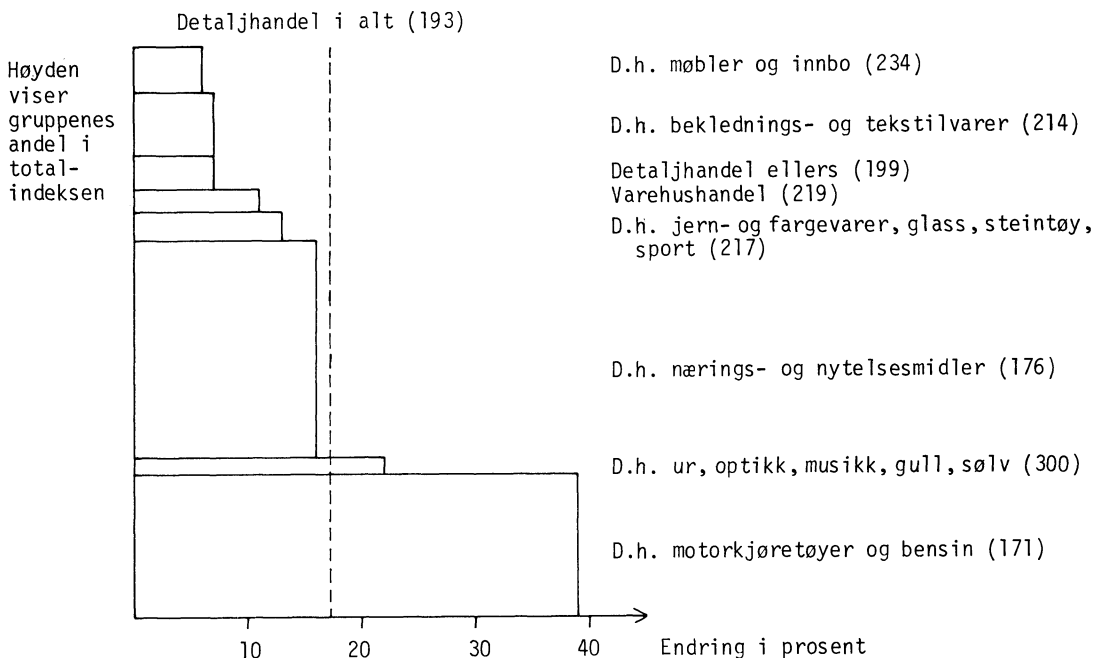 Detaljhandel i alt (193)
Høyden
viser
gruppenes
andel i
total-
indeksen
D.h. møbler og innbo (234)
D.h. beklednings- og tekstilvarer (214)
Detaljhandel ellers (199)
Varehushandel (219)
D.h. jern- og fargevarer, glass, steintøy,
sport (217)
D.h. nærings- og nytelsesmidler (176)
D.h. ur, optikk, musikk, gull, sølv (300)
D.h. motorkjøretøyer og bensin (171)
10 20 30 40 Endring i prosent